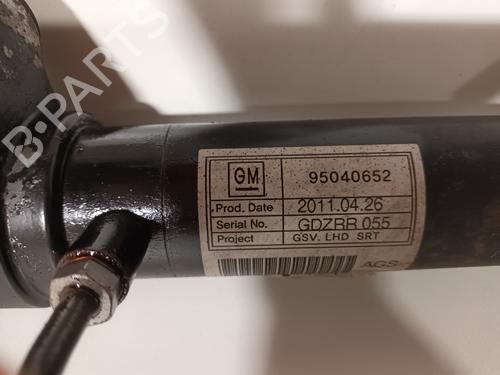 B-PARTS
GM 95040652
Prod. Date 2011.04.26
Serial No. GDZRR 055
Project GSV. LHD SRT
AGS